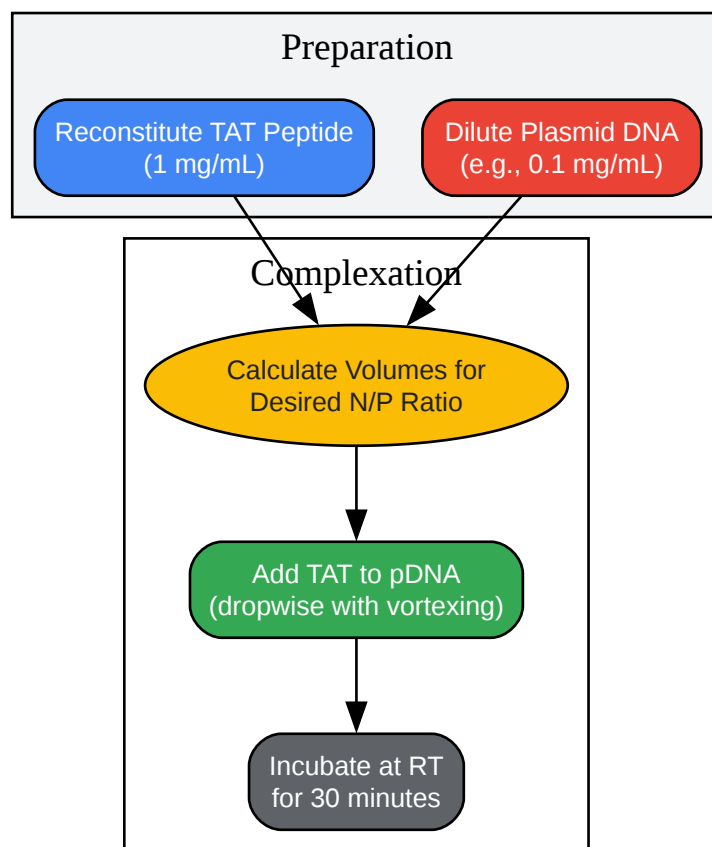 Preparation
Reconstitute TAT Peptide
(1 mg/mL)
Dilute Plasmid DNA
(e.g., 0.1 mg/mL)
Complexation
Calculate Volumes for
Desired N/P Ratio
Add TAT to pDNA
(dropwise with vortexing)
Incubate at RT
for 30 minutes